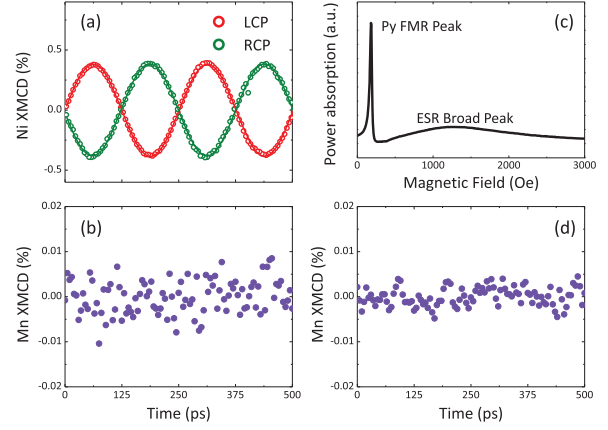 (a)
LCP
RCP
0.5
0.0
-0.5
Ni XMCD (%)
(c)
Py FMR Peak
ESR Broad Peak
Power absorption (a.u.)
0 1000 2000 3000
Magnetic Field (Oe)
(b)
0.02
0.01
0.00
-0.01
-0.02
Mn XMCD (%)
0 125 250 375 500
Time (ps)
(d)
0.02
0.01
0.00
-0.01
-0.02
Mn XMCD (%)
0 125 250 375 500
Time (ps)